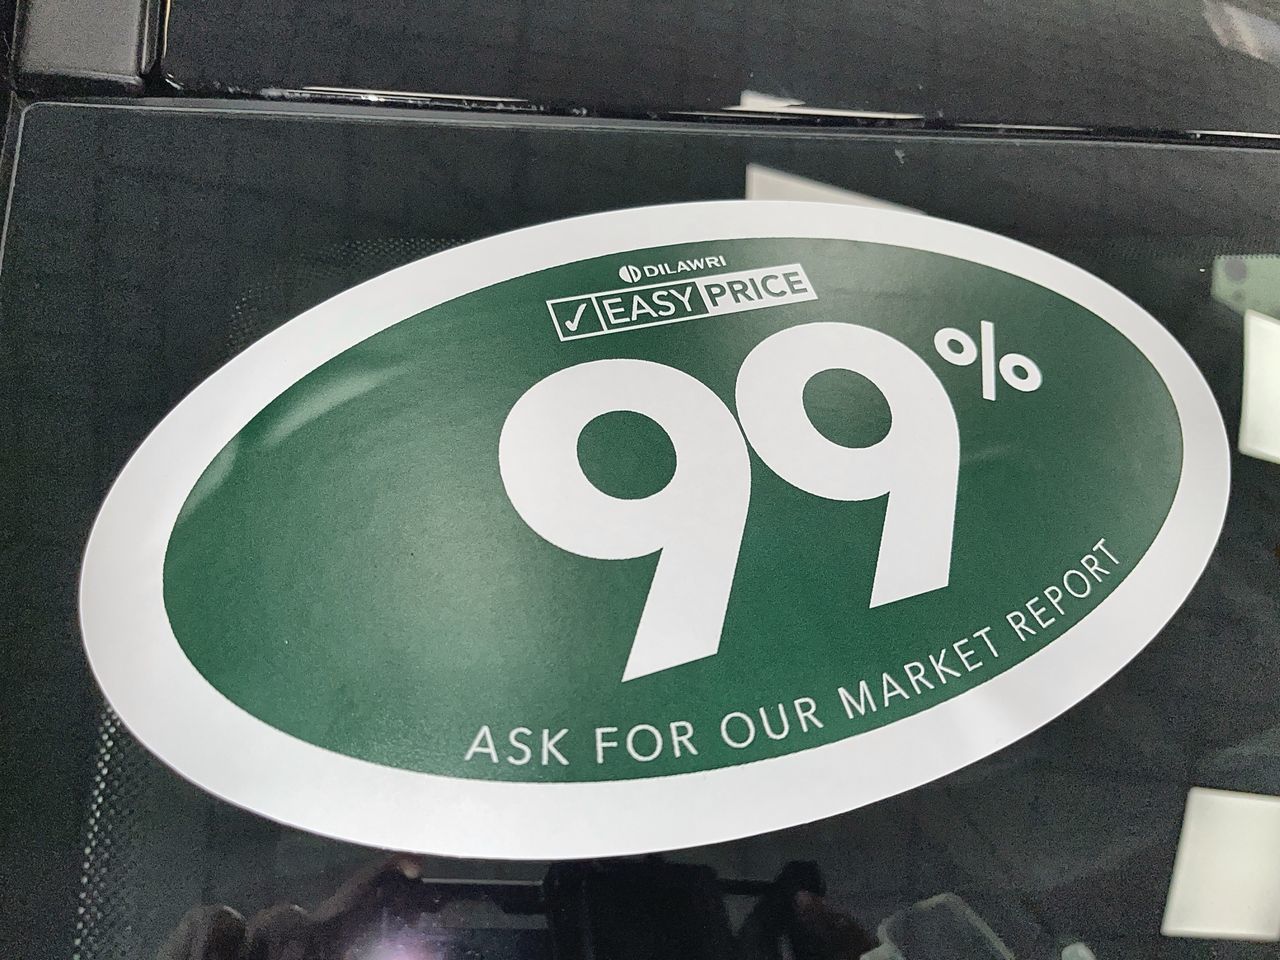 DILAWRI
✓ EASY PRICE
99%
ASK FOR OUR MARKET REPORT